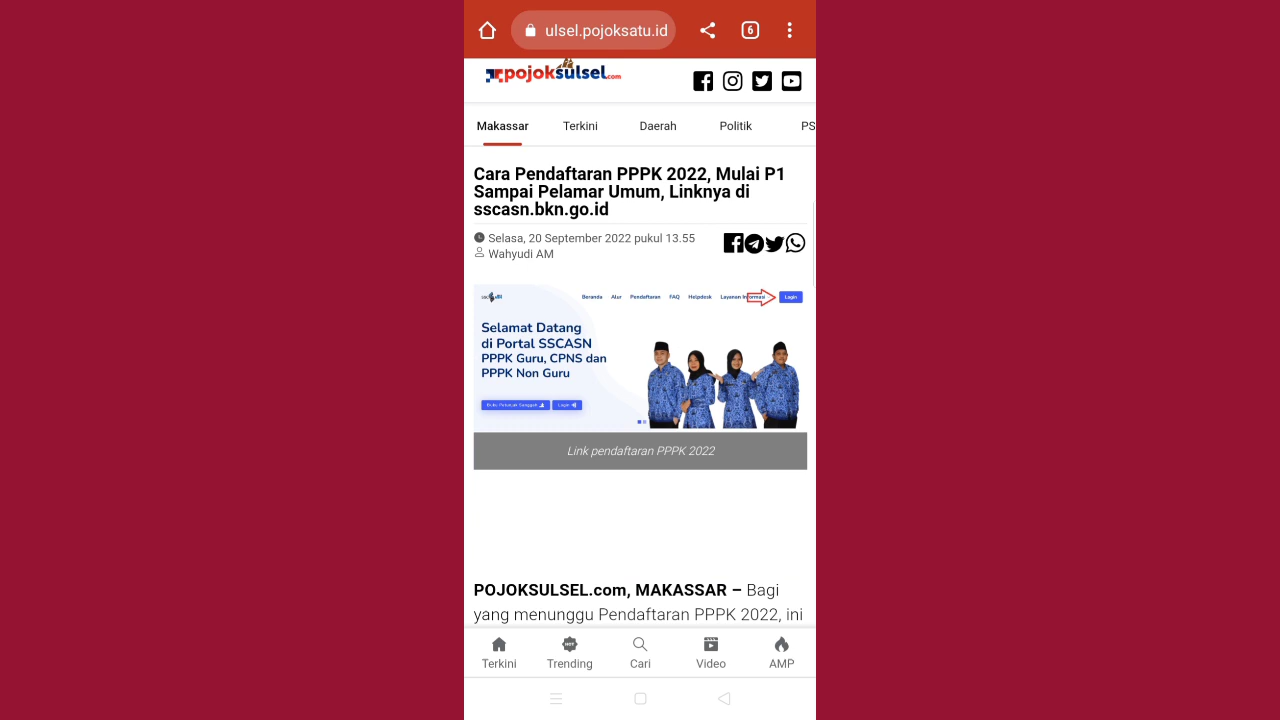 ulsel.pojoksatu.id
6
pojoksulsel.com
Makassar Terkini Daerah Politik PS
Cara Pendaftaran PPPK 2022, Mulai P1
Sampai Pelamar Umum, Linknya di
sscasn.bkn.go.id
Selasa, 20 September 2022 pukul 13.55
Wahyudi AM
Beranda Alur Pendaftaran FAQ Helpdesk Layanan Informasi Login
Selamat Datang
di Portal SSCASN
PPPK Guru, CPNS dan
PPPK Non Guru
Login
Link pendaftaran PPPK 2022
POJOKSULSEL.com, MAKASSAR – Bagi
yang menunggu Pendaftaran PPPK 2022, ini
HOT
Terkini Trending Cari Video AMP